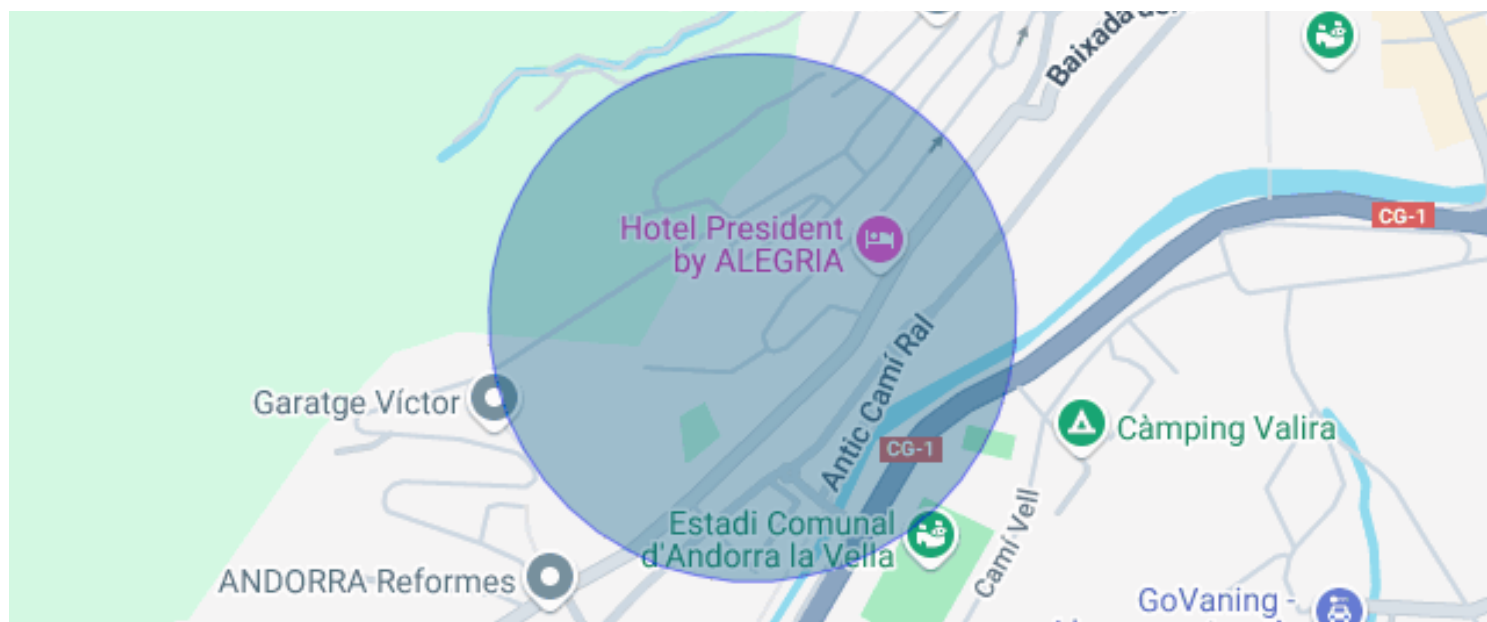 Baixada de
CG-1
Hotel President
by ALEGRIA
Antic Camí Ral
Garatge Víctor
Càmping Valira
CG-1
Estadi Comunal
d'Andorra la Vella
Camí Vell
ANDORRA Reformes
GoVaning -